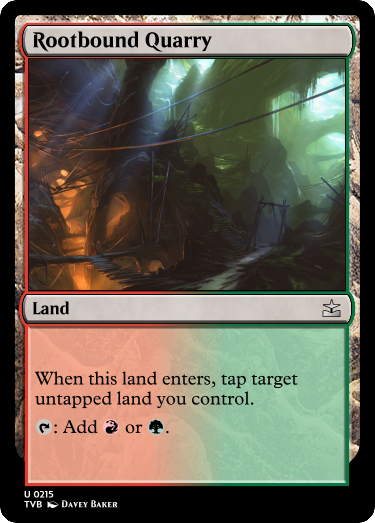 Rootbound Quarry
Land
When this land enters, tap target
untapped land you control.
: Add or .
U 0215
TVB Davey Baker